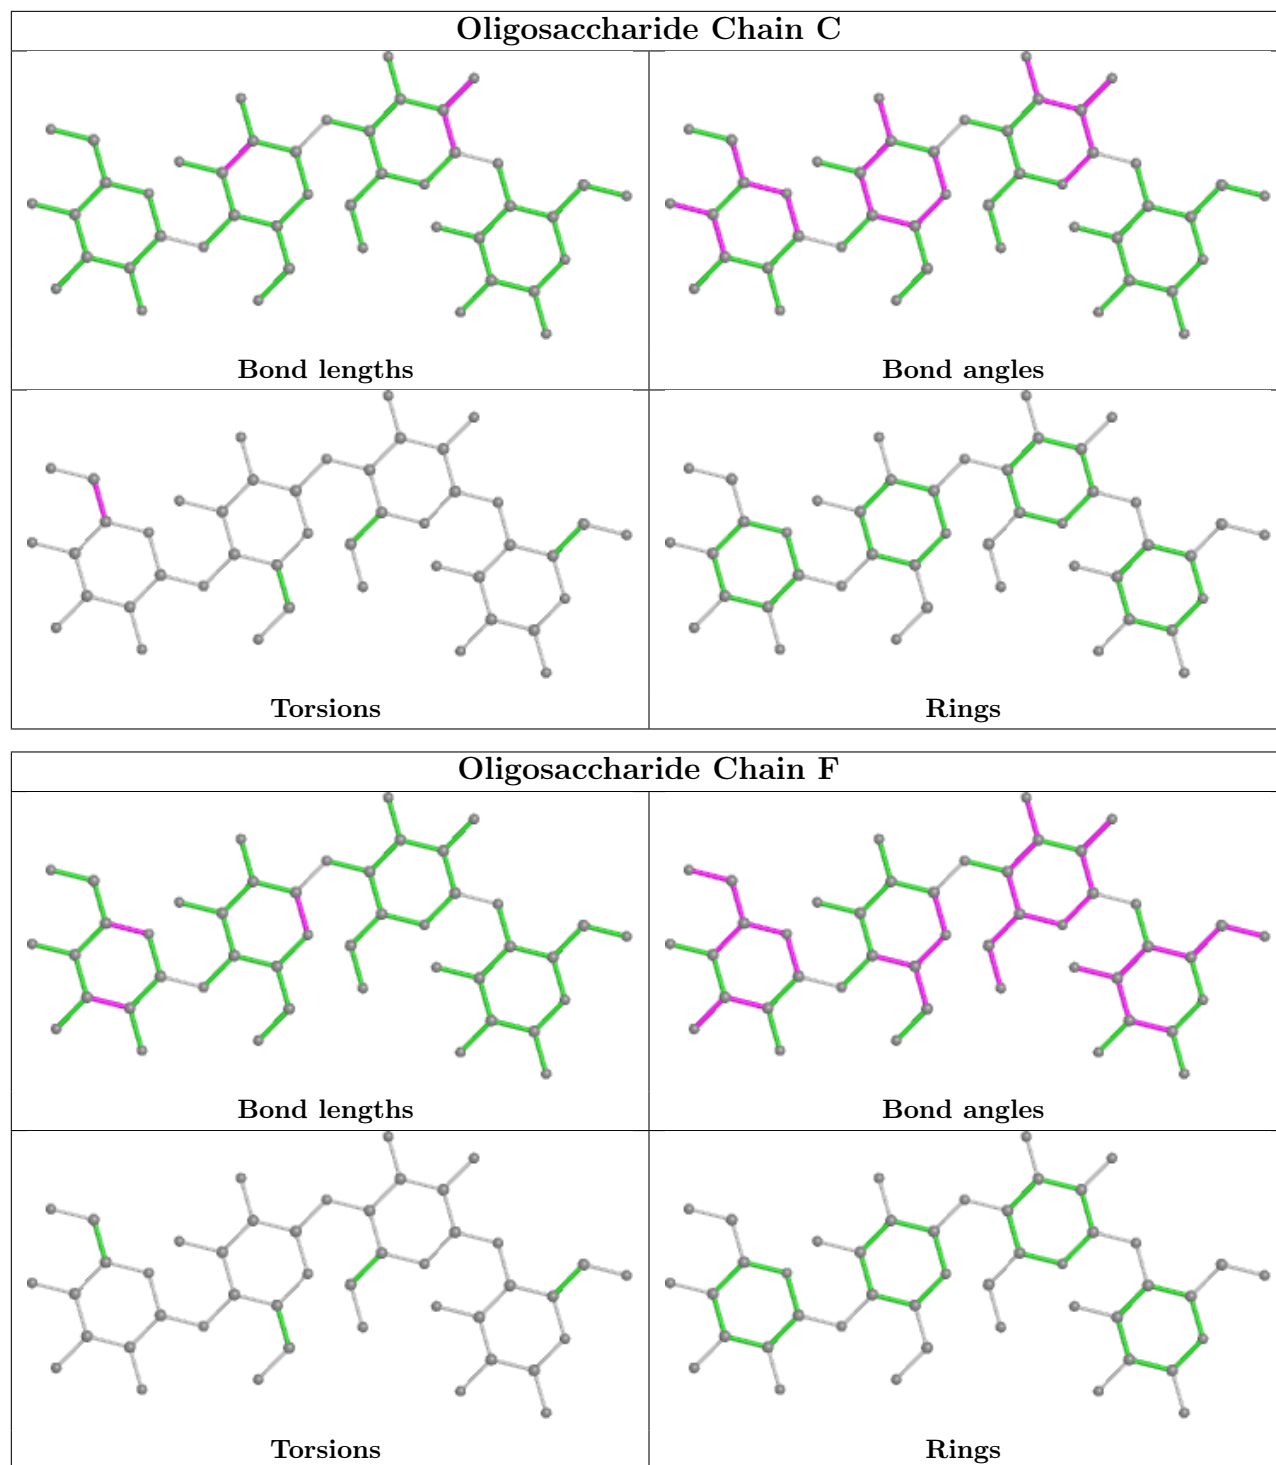 Oligosaccharide Chain C
Bond lengths
Bond angles
Torsions
Rings
Oligosaccharide Chain F
Bond lengths
Bond angles
Torsions
Rings